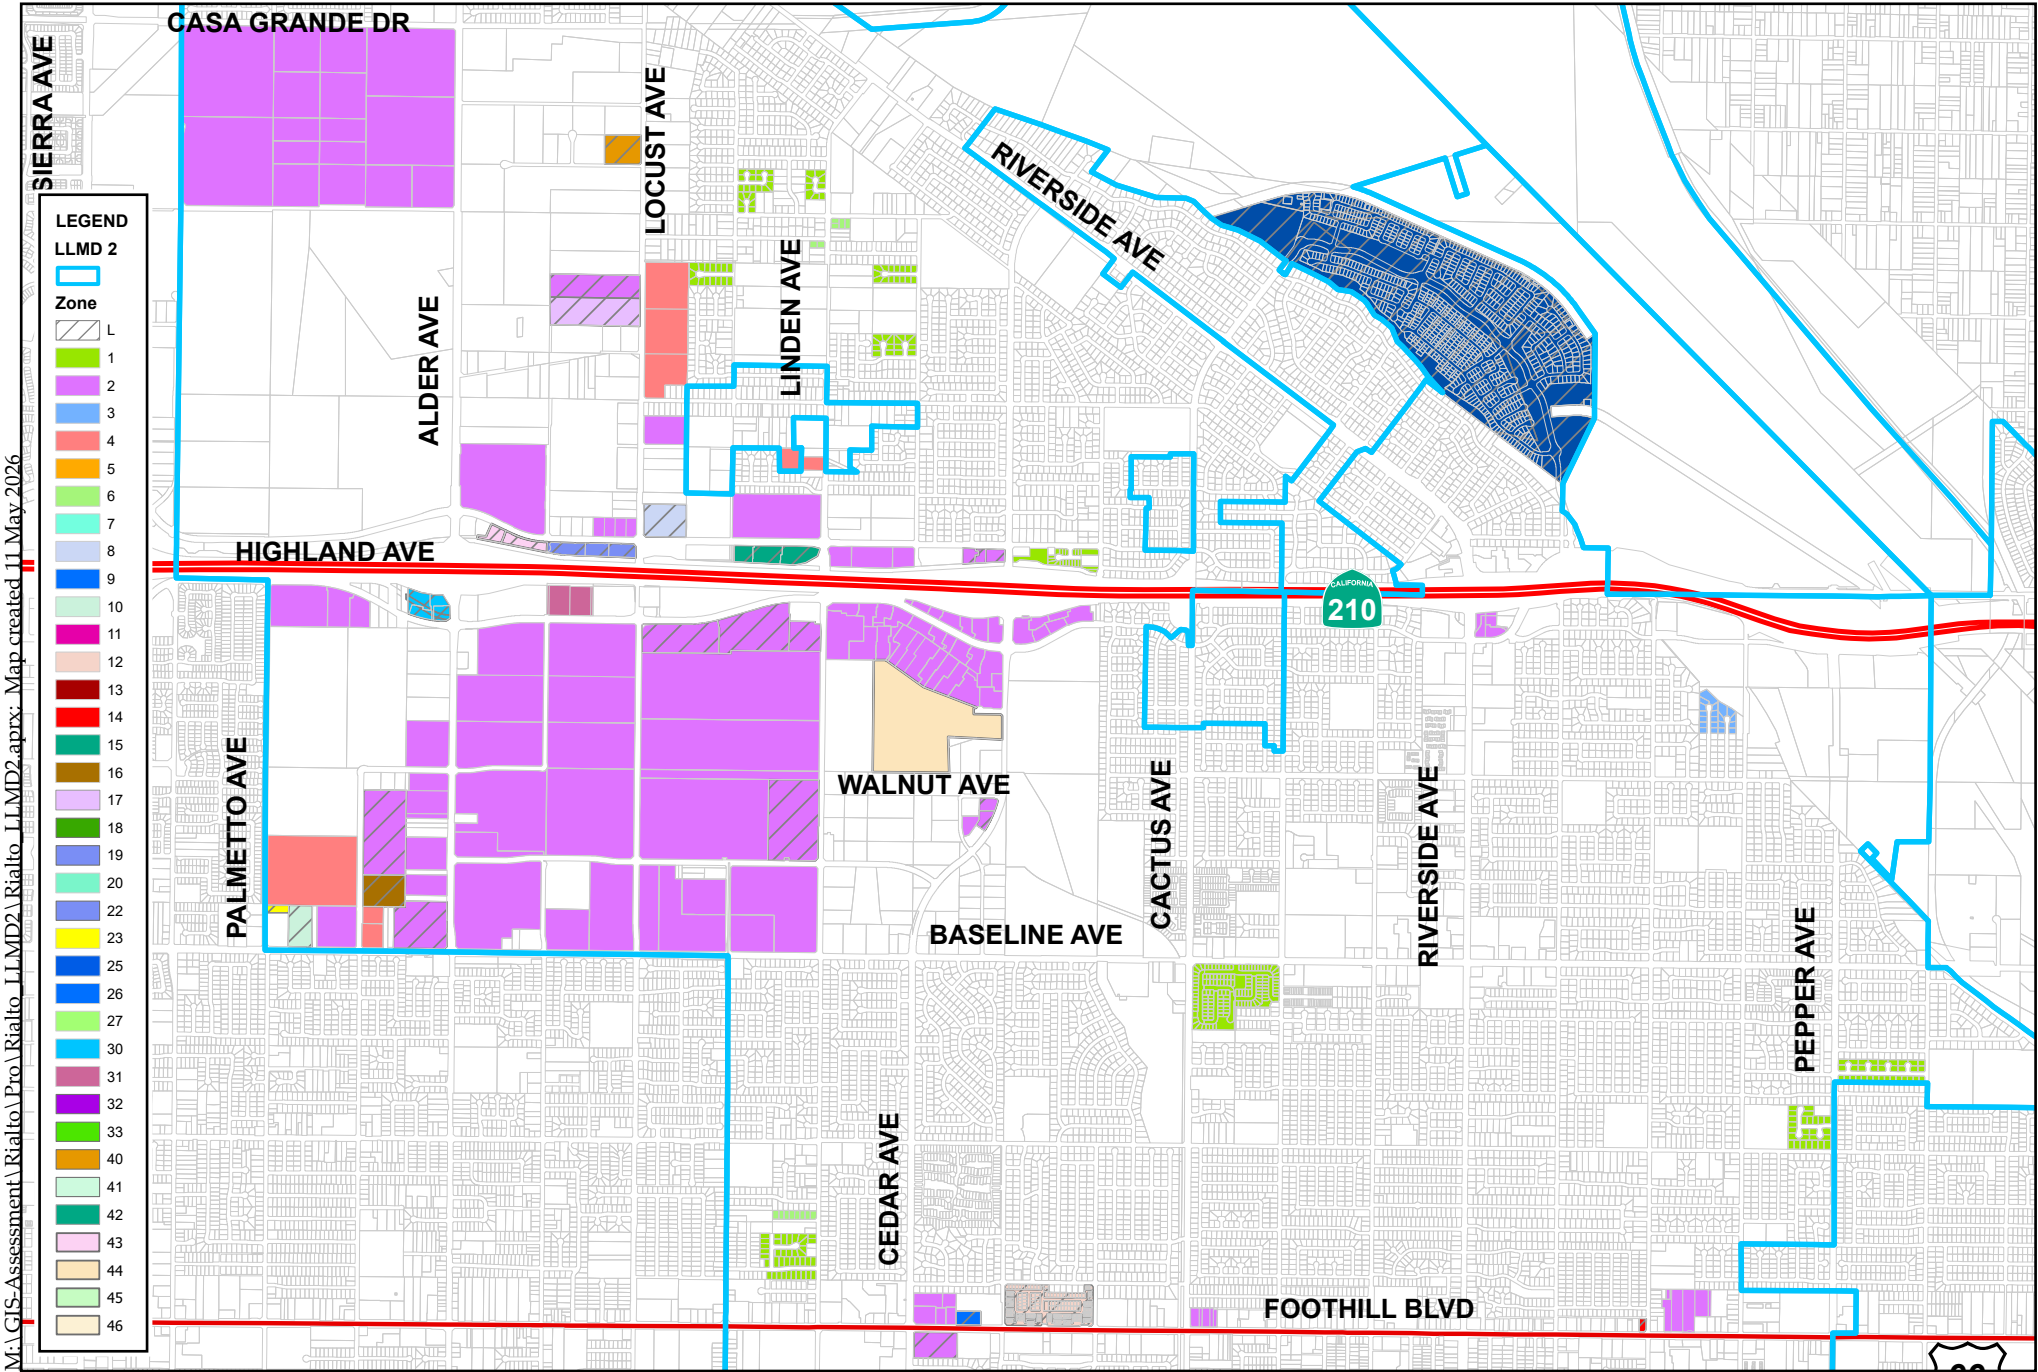 CASA GRANDE DR
SIERRA AVE
LOCUST AVE
RIVERSIDE AVE
LINDEN AVE
ALDER AVE
LEGEND
LLMD 2
Zone
L
1
2
3
4
5
6
7
8
9
10
11
12
13
14
15
16
17
18
19
20
22
23
25
26
27
30
31
32
33
40
41
42
43
44
45
46
HIGHLAND AVE
CALIFORNIA
210
PALMETTO AVE
WALNUT AVE
CACTUS AVE
RIVERSIDE AVE
BASELINE AVE
PEPPER AVE
CEDAR AVE
FOOTHILL BLVD
M:\GIS-Assessment\Rialto\Pro\Rialto_LLMD2\Rialto_LLMD2.aprx; Map created 11 May 2026